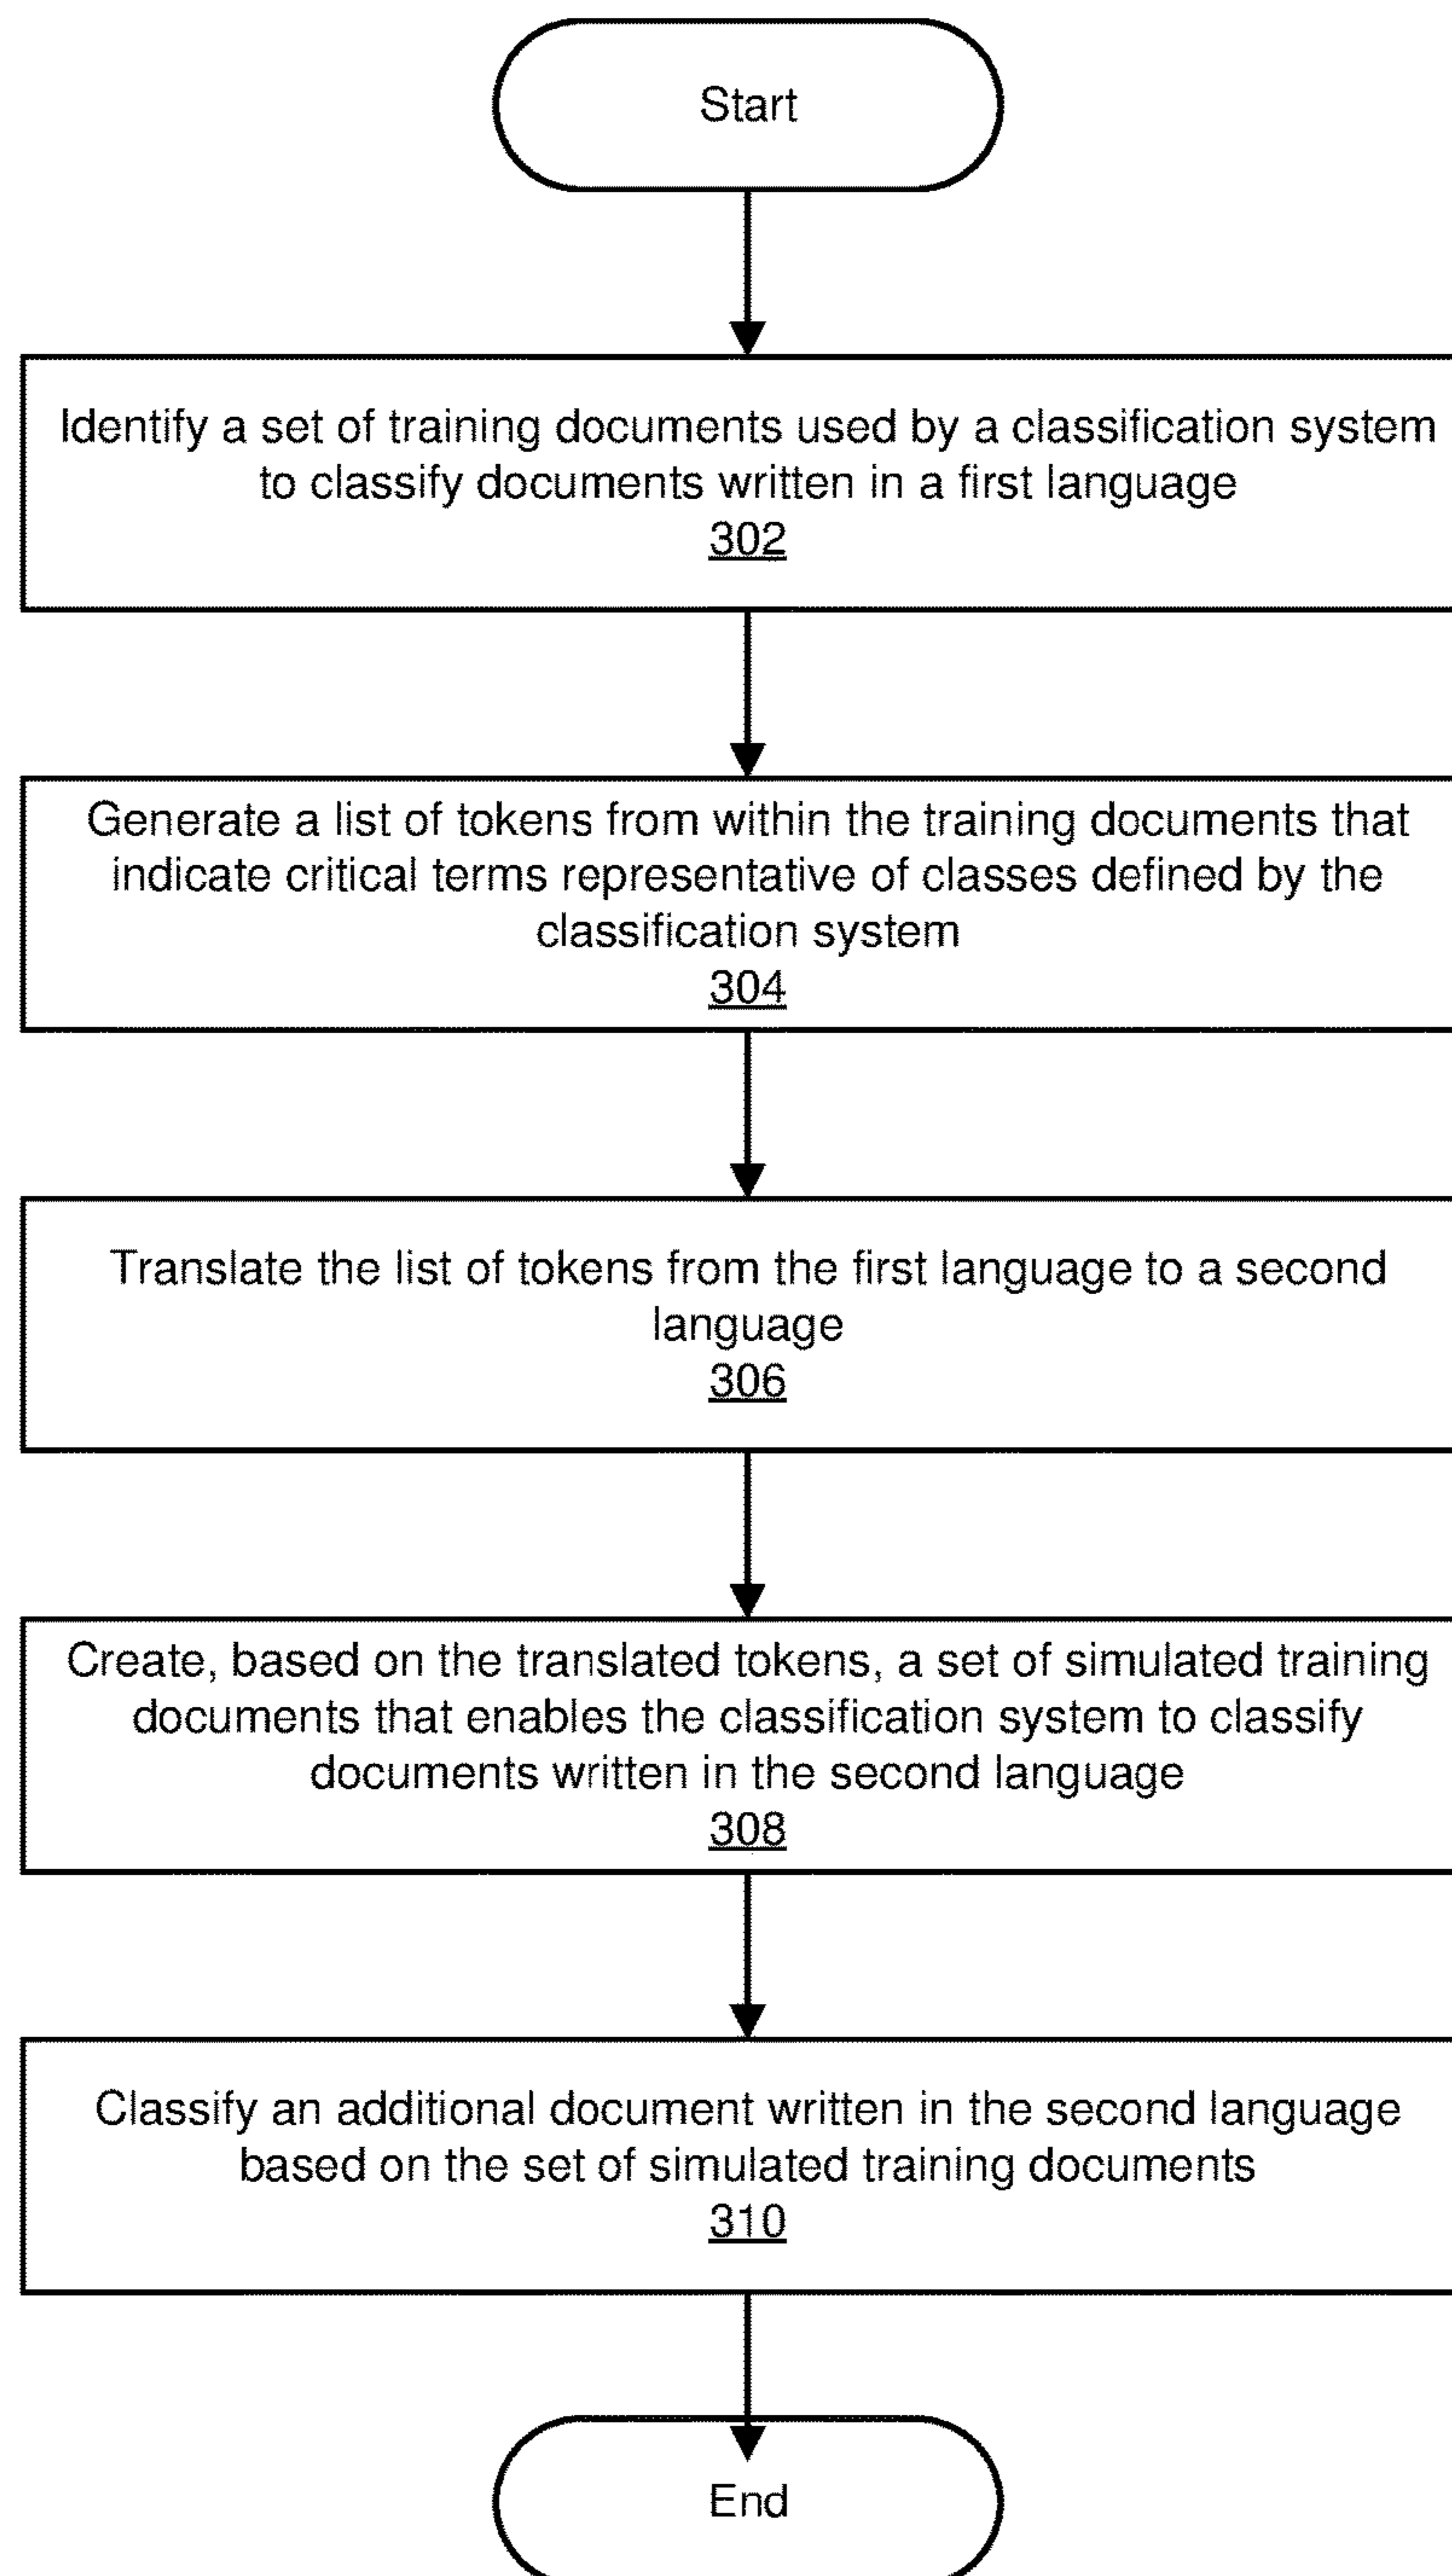 Start
Identify a set of training documents used by a classification system
to classify documents written in a first language
302
Generate a list of tokens from within the training documents that
indicate critical terms representative of classes defined by the
classification system
304
Translate the list of tokens from the first language to a second
language
306
Create, based on the translated tokens, a set of simulated training
documents that enables the classification system to classify
documents written in the second language
308
Classify an additional document written in the second language
based on the set of simulated training documents
310
End